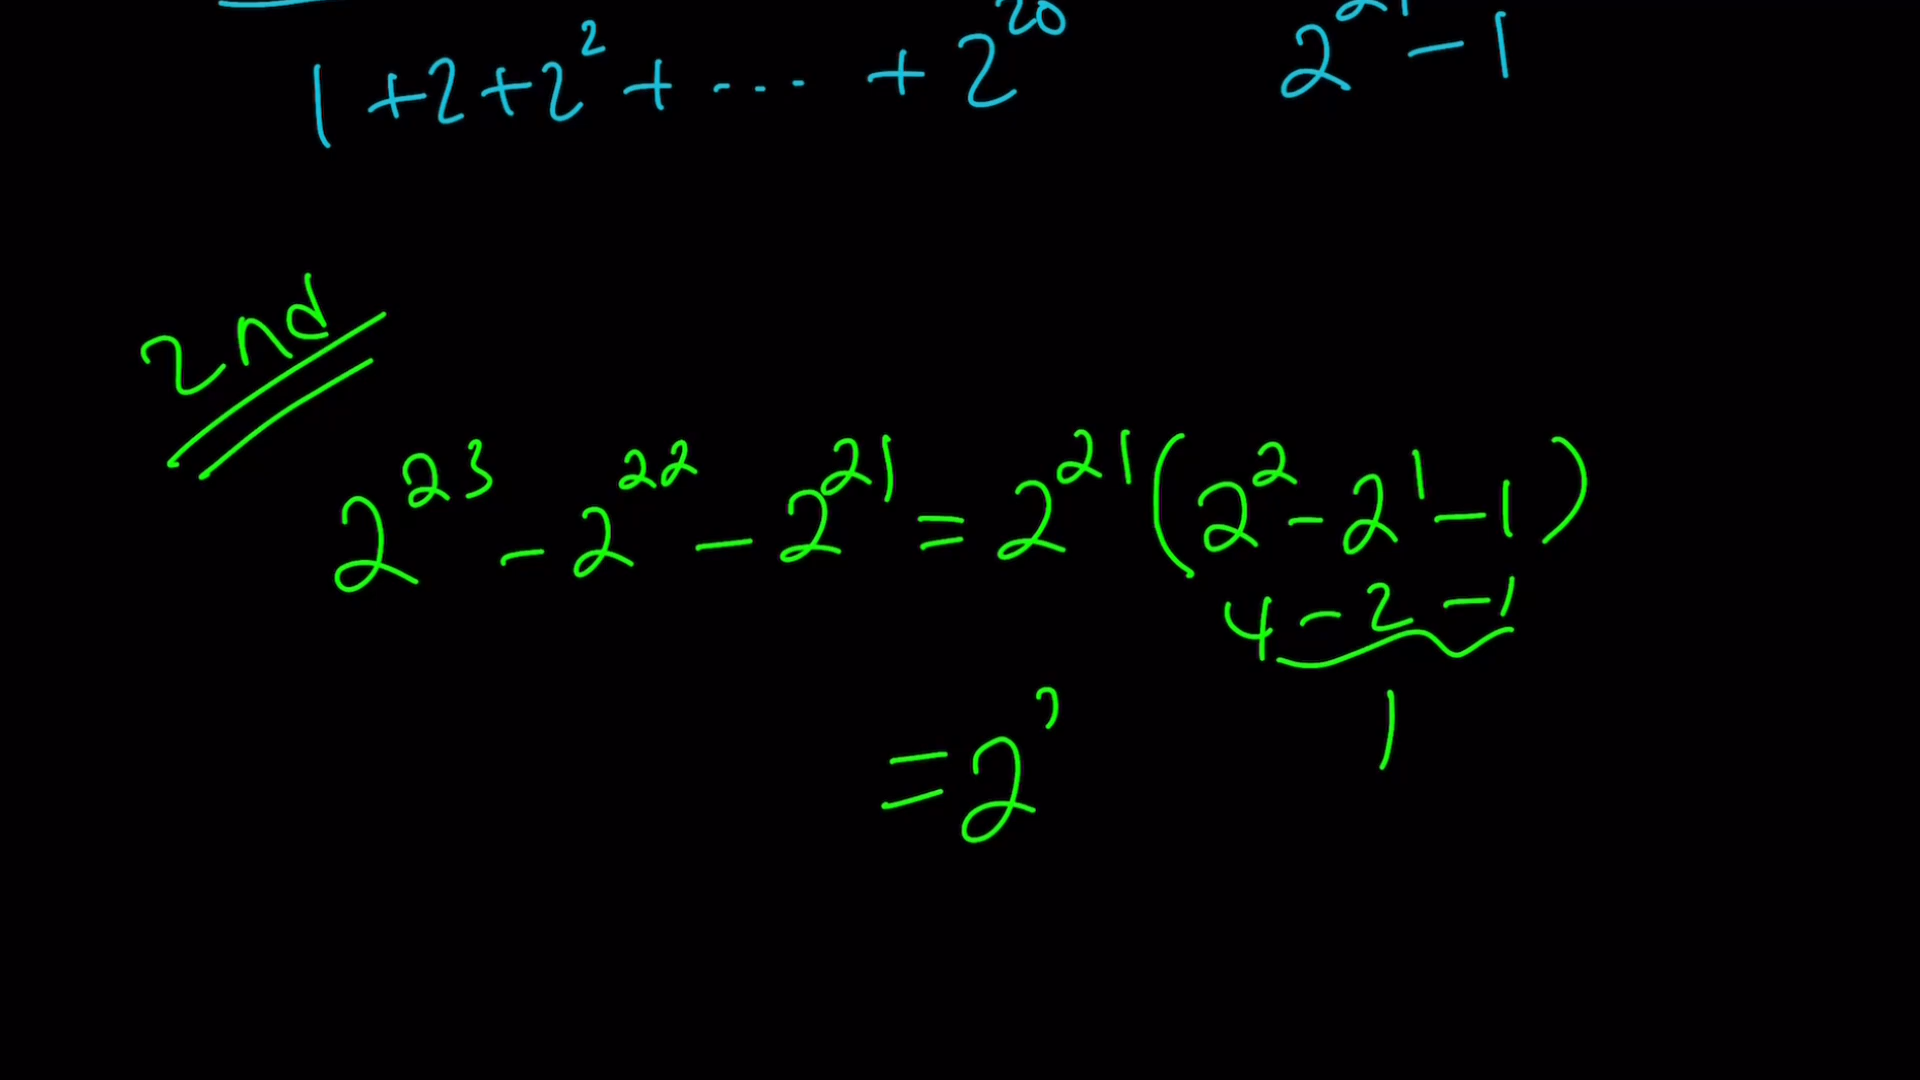 1+2+2²+ ... +2²⁰ 2²¹-1
2nd
2²³-2²²-2²¹=2²¹(2²-2¹-1)
4-2-1
=2 1